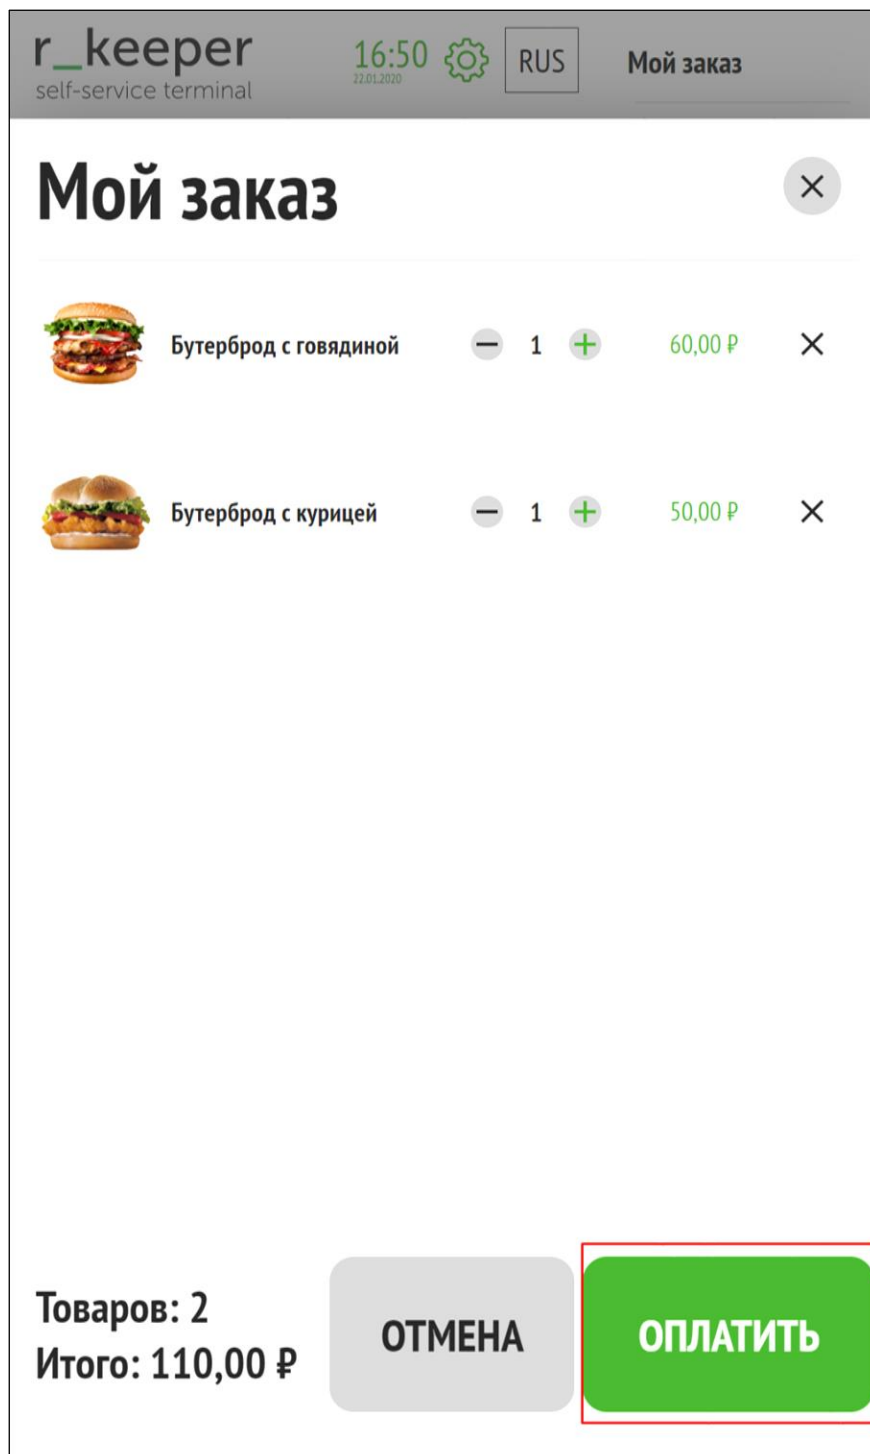 r_keeper
self-service terminal
16:50
22.01.2020
RUS
Мой заказ
Мой заказ
Бутерброд с говядиной 1 60,00 ₽
Бутерброд с курицей 1 50,00 ₽
Товаров: 2
Итого: 110,00 ₽
ОТМЕНА
ОПЛАТИТЬ